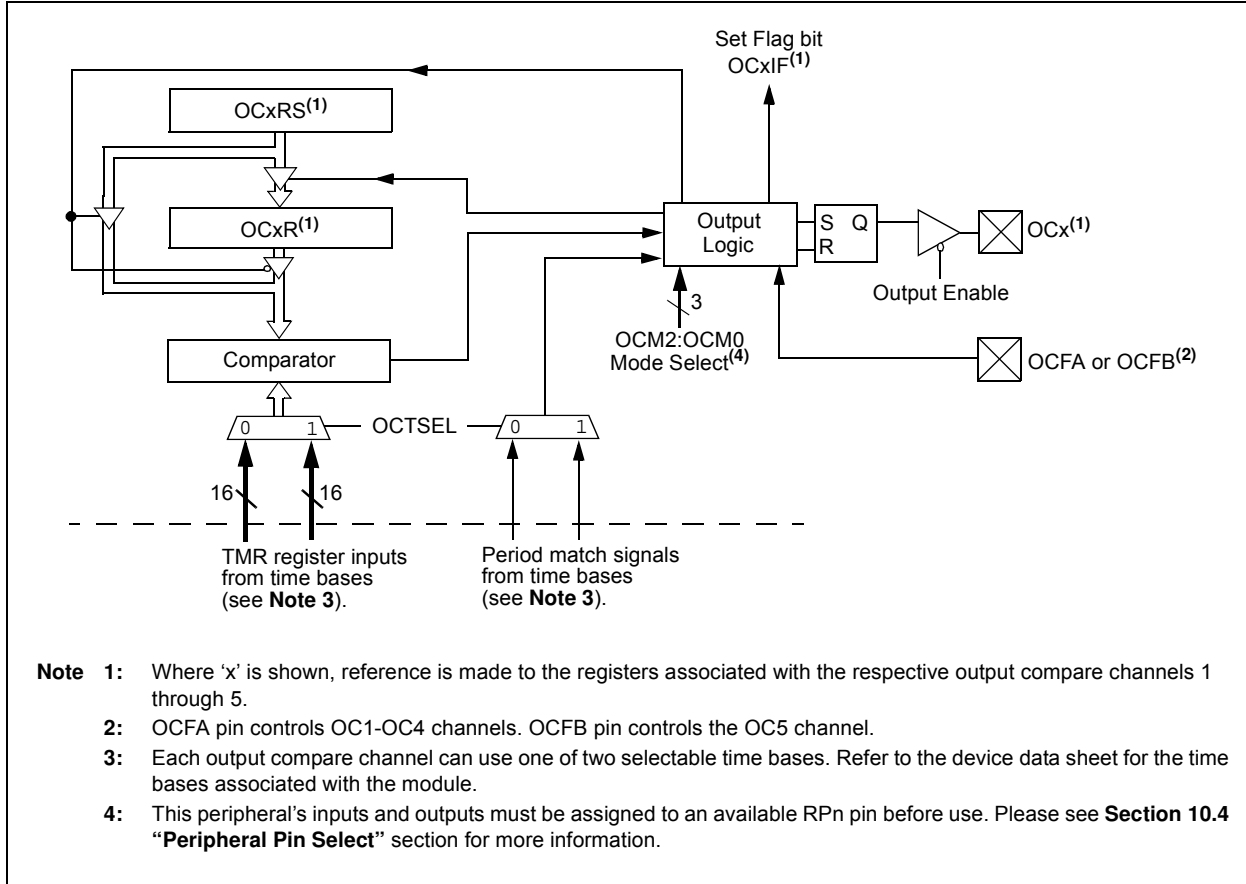 Set Flag bit
OCxIF(1)
OCxRS(1)
OCxR(1)
Output
Logic
S Q
R
OCx(1)
Output Enable
3
OCM2:OCM0
Mode Select(4)
Comparator
OCFA or OCFB(2)
0 1
OCTSEL
0 1
16
16
TMR register inputs
from time bases
(see Note 3).
Period match signals
from time bases
(see Note 3).
Note 1: Where ‘x’ is shown, reference is made to the registers associated with the respective output compare channels 1
through 5.
2: OCFA pin controls OC1-OC4 channels. OCFB pin controls the OC5 channel.
3: Each output compare channel can use one of two selectable time bases. Refer to the device data sheet for the time
bases associated with the module.
4: This peripheral’s inputs and outputs must be assigned to an available RPn pin before use. Please see Section 10.4
“Peripheral Pin Select” section for more information.